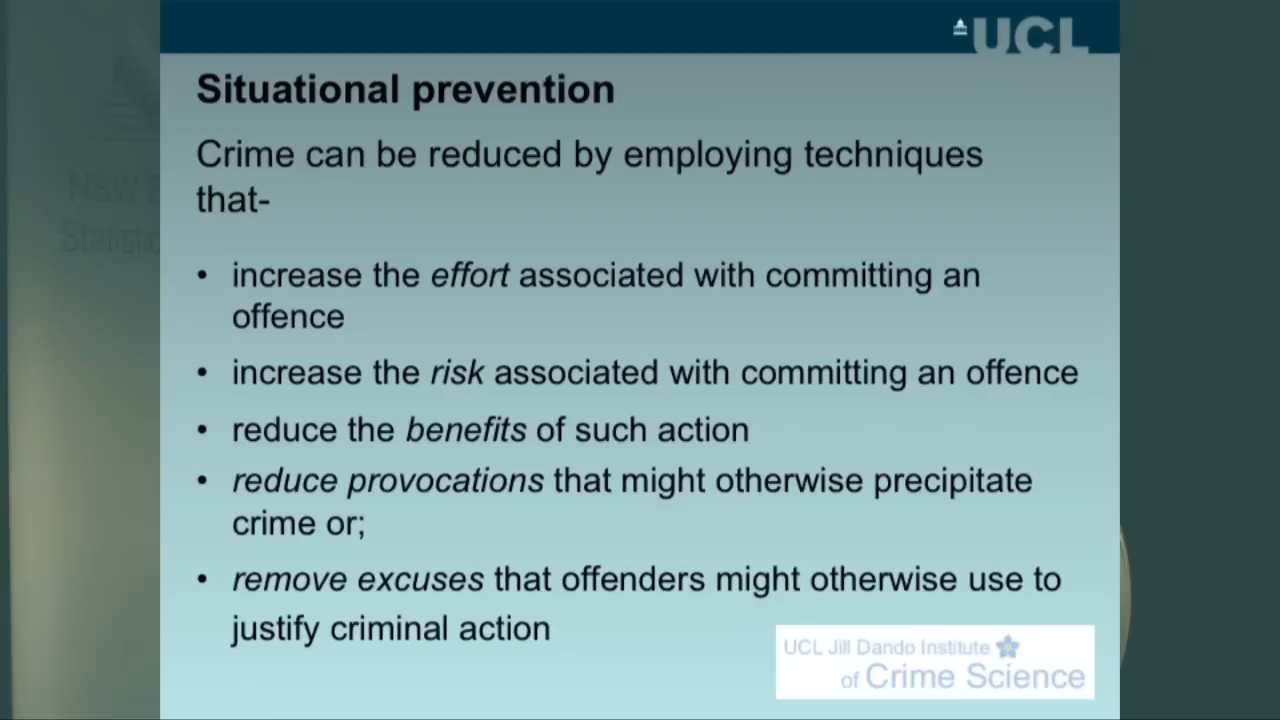 UCL
Situational prevention
Crime can be reduced by employing techniques
that-
• increase the effort associated with committing an
offence
• increase the risk associated with committing an offence
• reduce the benefits of such action
• reduce provocations that might otherwise precipitate
crime or;
• remove excuses that offenders might otherwise use to
justify criminal action
UCL Jill Dando Institute
of Crime Science
NSW